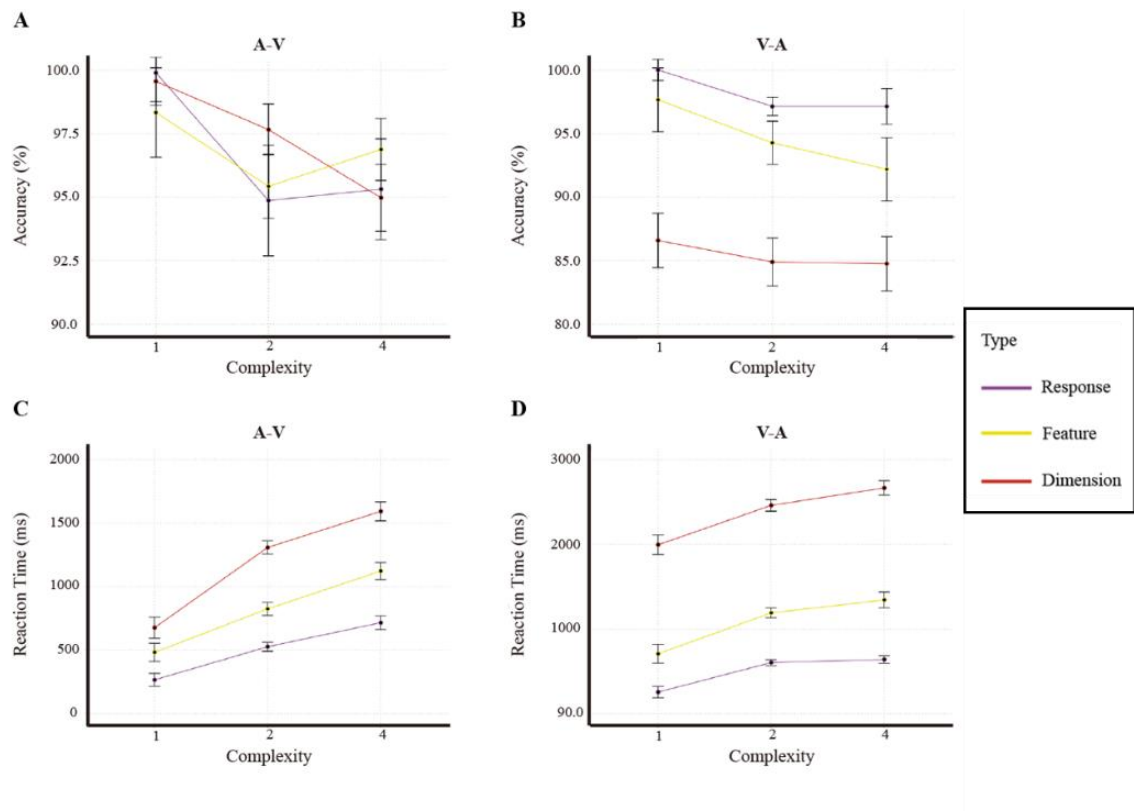 A
A-V
100.0
97.5
95.0
92.5
90.0
Accuracy (%)
1 2 4
Complexity
B
V-A
100.0
95.0
90.0
85.0
80.0
Accuracy (%)
1 2 4
Complexity
C
A-V
2000
1500
1000
500
0
Reaction Time (ms)
1 2 4
Complexity
D
V-A
3000
2000
1000
90.0
Reaction Time (ms)
1 2 4
Complexity
Type
Response
Feature
Dimension